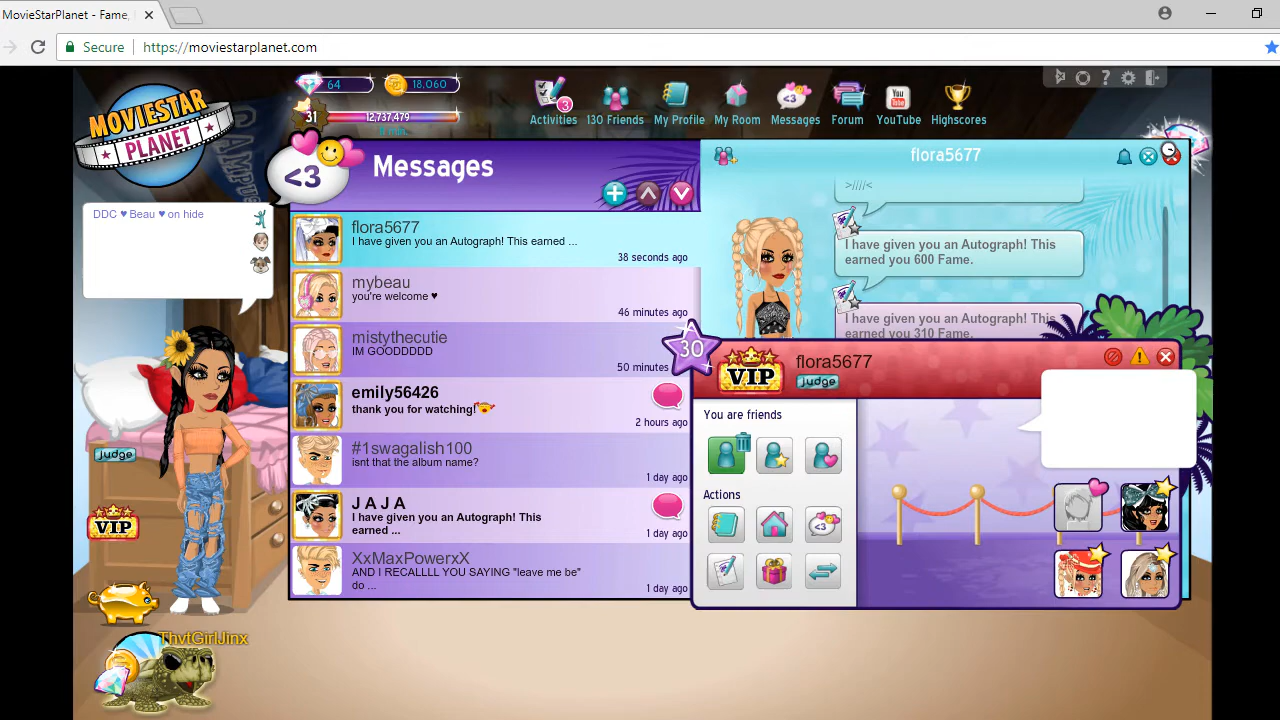 MovieStarPlanet - Fame,
Secure
https://moviestarplanet.com
MOVIESTAR
PLANET
64
18.060
31
12,737,479
3
<3
Activities
130 Friends
My Profile
My Room
Messages
Forum
You Tube
YouTube
Highscores
DDC ♥ Beau ♥ on hide
judge
VIP
ThvtGirlJinx
<3
Messages
flora5677
I have given you an Autograph! This earned ...
38 seconds ago
mybeau
you're welcome ♥
46 minutes ago
mistythecutie
IM GOODDDDD
50 minutes
emily56426
thank you for watching!
2 hours ago
#1swagalish100
isnt that the album name?
1 day ago
J A J A
I have given you an Autograph! This
earned ...
1 day ago
XxMaxPowerxX
AND I RECALLLL YOU SAYING "leave me be"
do ...
1 day ago
flora5677
>////<
I have given you an Autograph! This
earned you 600 Fame.
I have given you an Autograph! This
earned you 310 Fame.
30
VIP
flora5677
judge
You are friends
Actions
<3